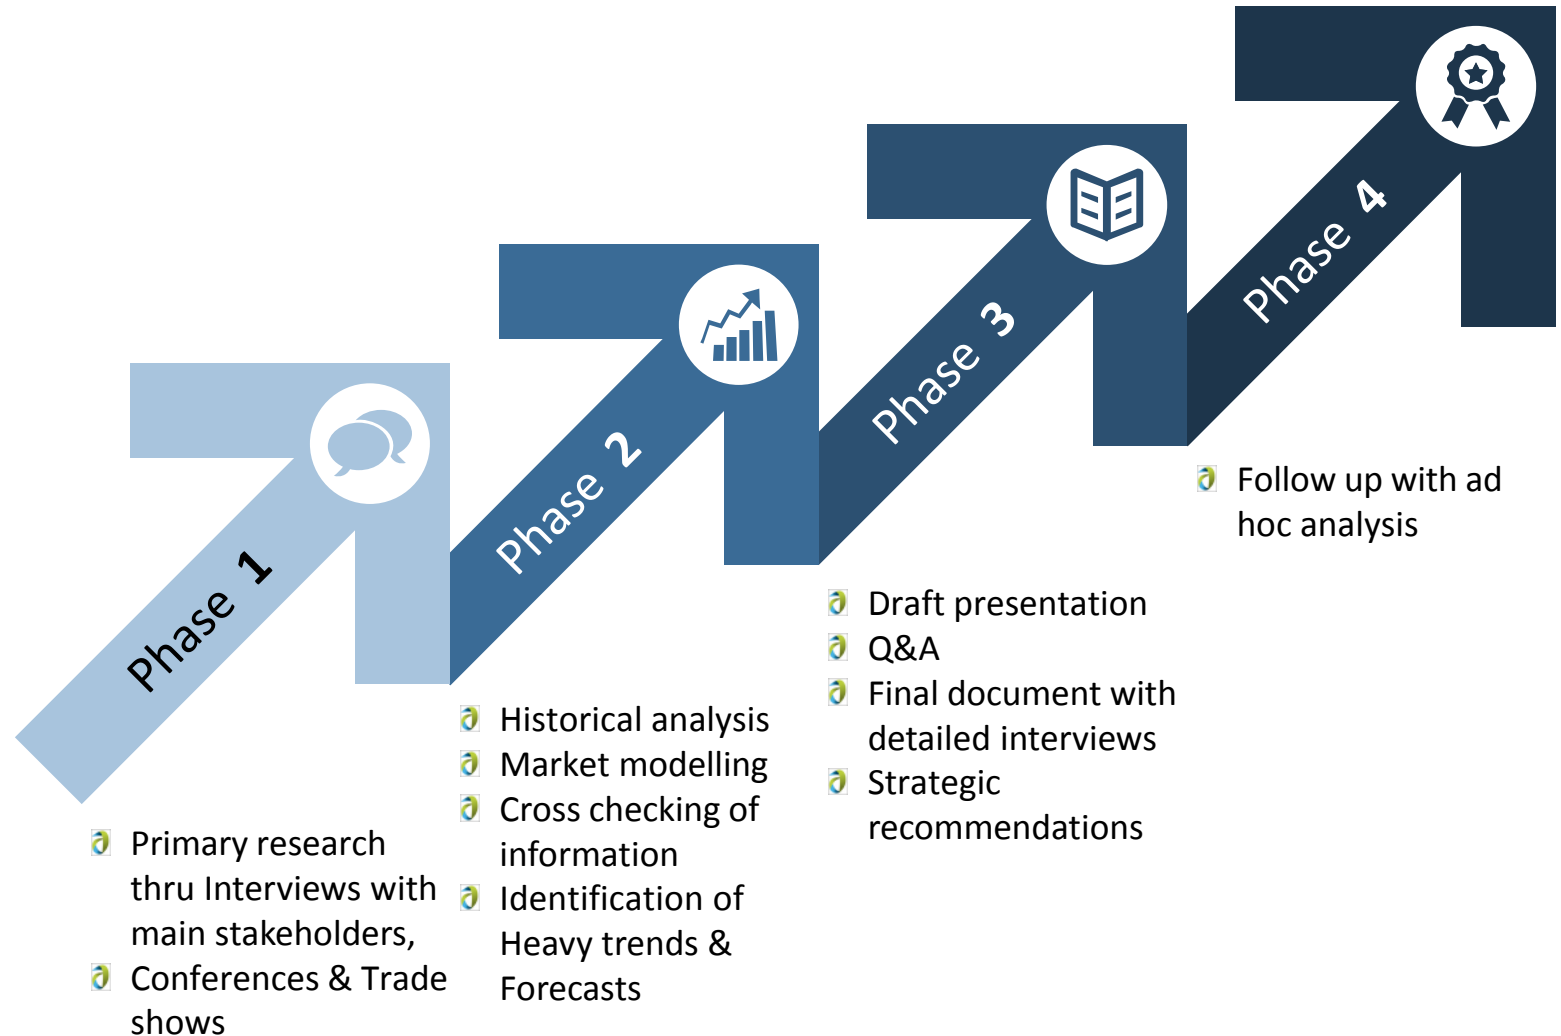 Phase 1
Primary research
thru Interviews with
main stakeholders,
Conferences & Trade
shows
Phase 2
Historical analysis
Market modelling
Cross checking of
information
Identification of
Heavy trends &
Forecasts
Phase 3
Draft presentation
Q&A
Final document with
detailed interviews
Strategic
recommendations
Phase 4
Follow up with ad
hoc analysis